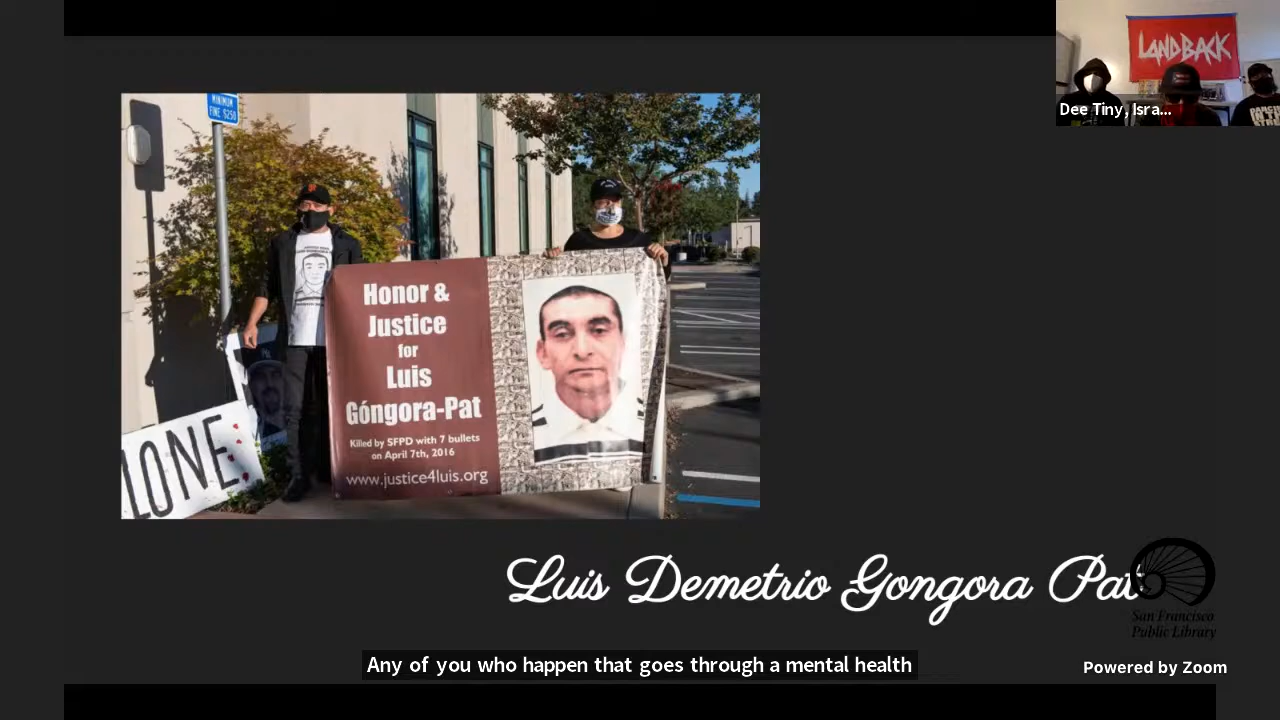 MINIMUM
FINE $250
LANDBACK
Dee Tiny, Isra...
Honor &
Justice
for
Luis
Góngora-Pat
Killed by SFPD with 7 bullets
on April 7th, 2016
www.justice4luis.org
LONE
Luis Demetrio Gongora Pat
San Francisco
Public Library
Any of you who happen that goes through a mental health
Powered by Zoom